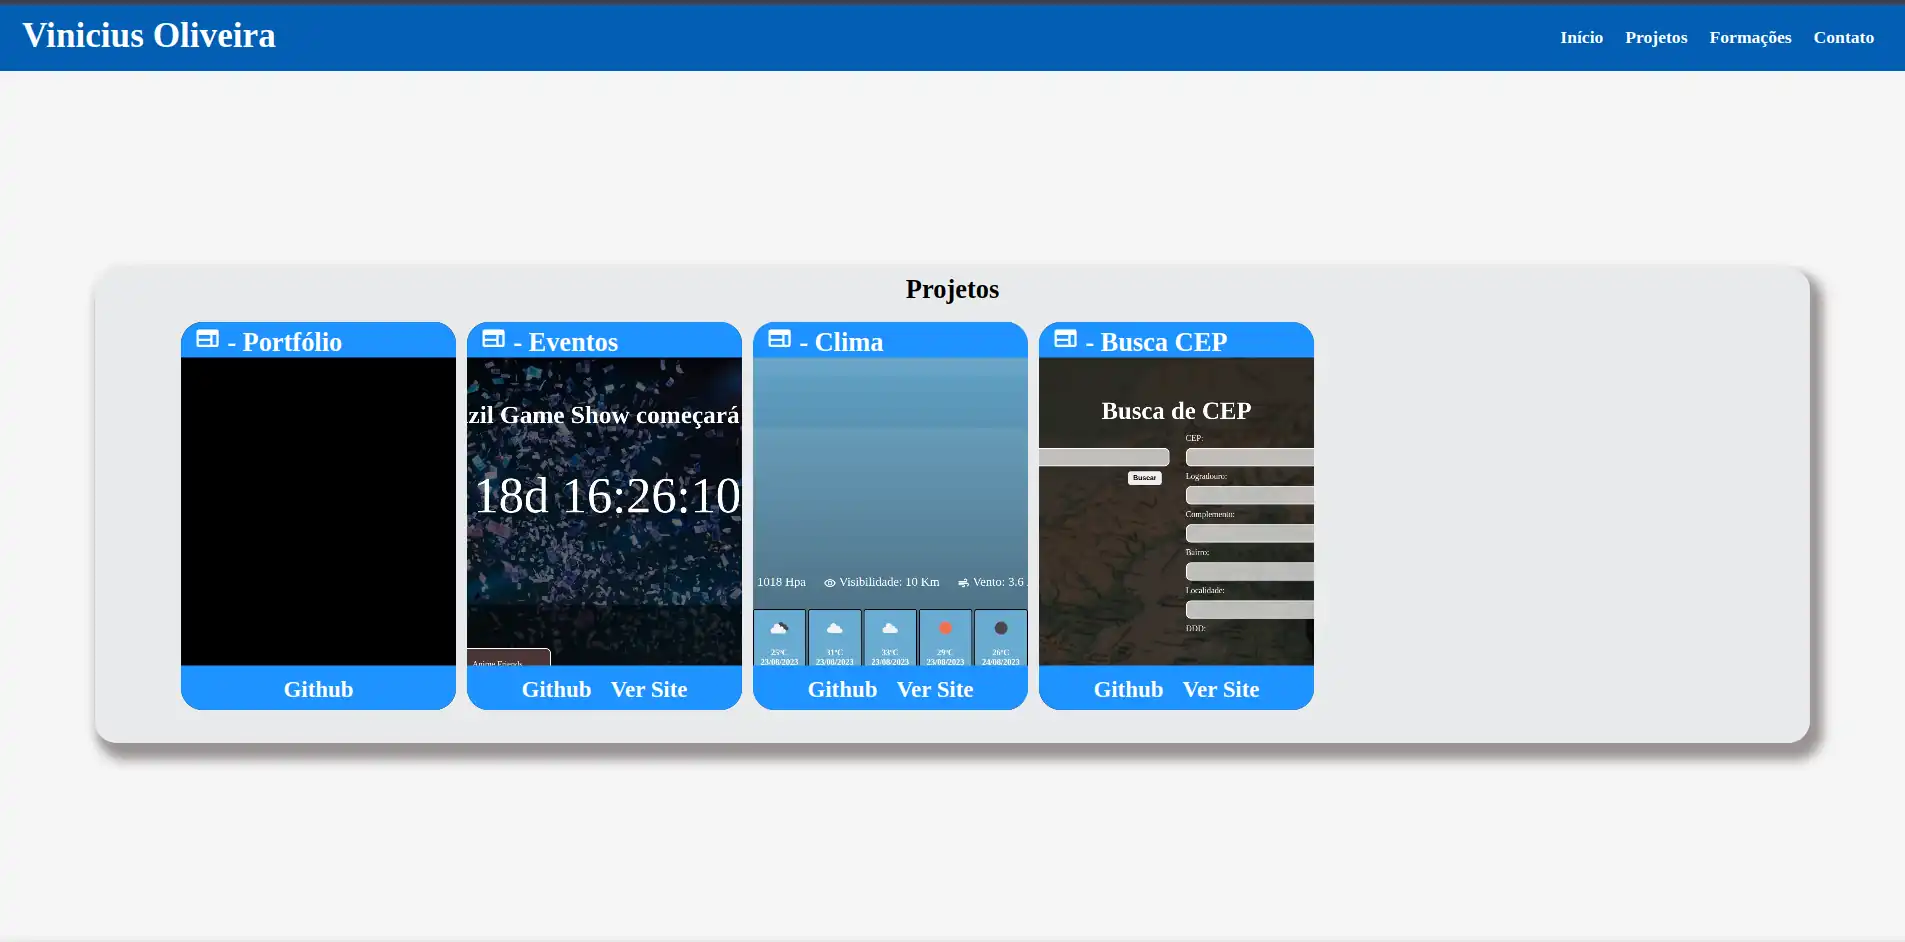 Vinicius Oliveira
Início Projetos Formações Contato
Projetos
- Portfólio
Github
- Eventos
zil Game Show começará
18d 16:26:10
Anime Friends
Github Ver Site
- Clima
1018 Hpa Visibilidade: 10 Km Vento: 3.6
25°C 31°C 33°C 29°C 26°C
23/08/2023 23/08/2023 23/08/2023 23/08/2023 24/08/2023
Github Ver Site
- Busca CEP
Busca de CEP
Buscar
CEP:
Logradouro:
Complemento:
Bairro:
Localidade:
DDD:
Github Ver Site